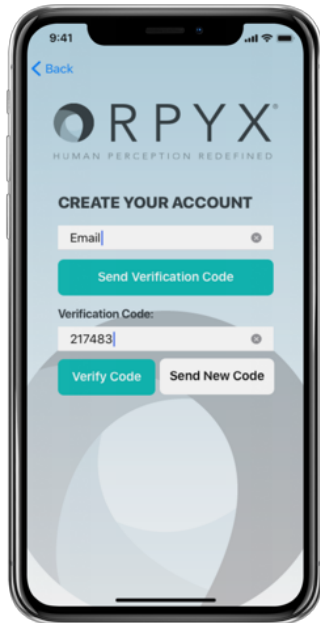 9:41
Back
ORPYX®
HUMAN PERCEPTION REDEFINED
CREATE YOUR ACCOUNT
Email
Send Verification Code
Verification Code:
217483
Verify Code
Send New Code